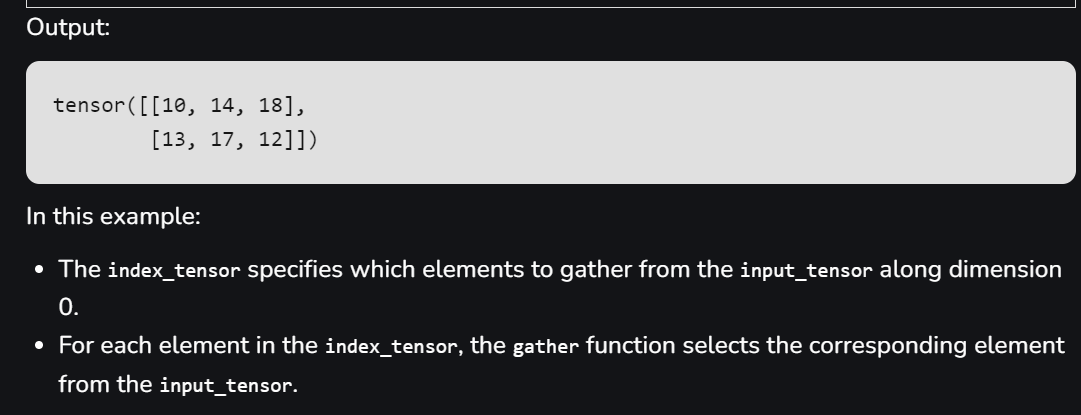 Output:
tensor([[10, 14, 18],
        [13, 17, 12]])
In this example:
• The index_tensor specifies which elements to gather from the input_tensor along dimension
0.
• For each element in the index_tensor, the gather function selects the corresponding element
from the input_tensor.